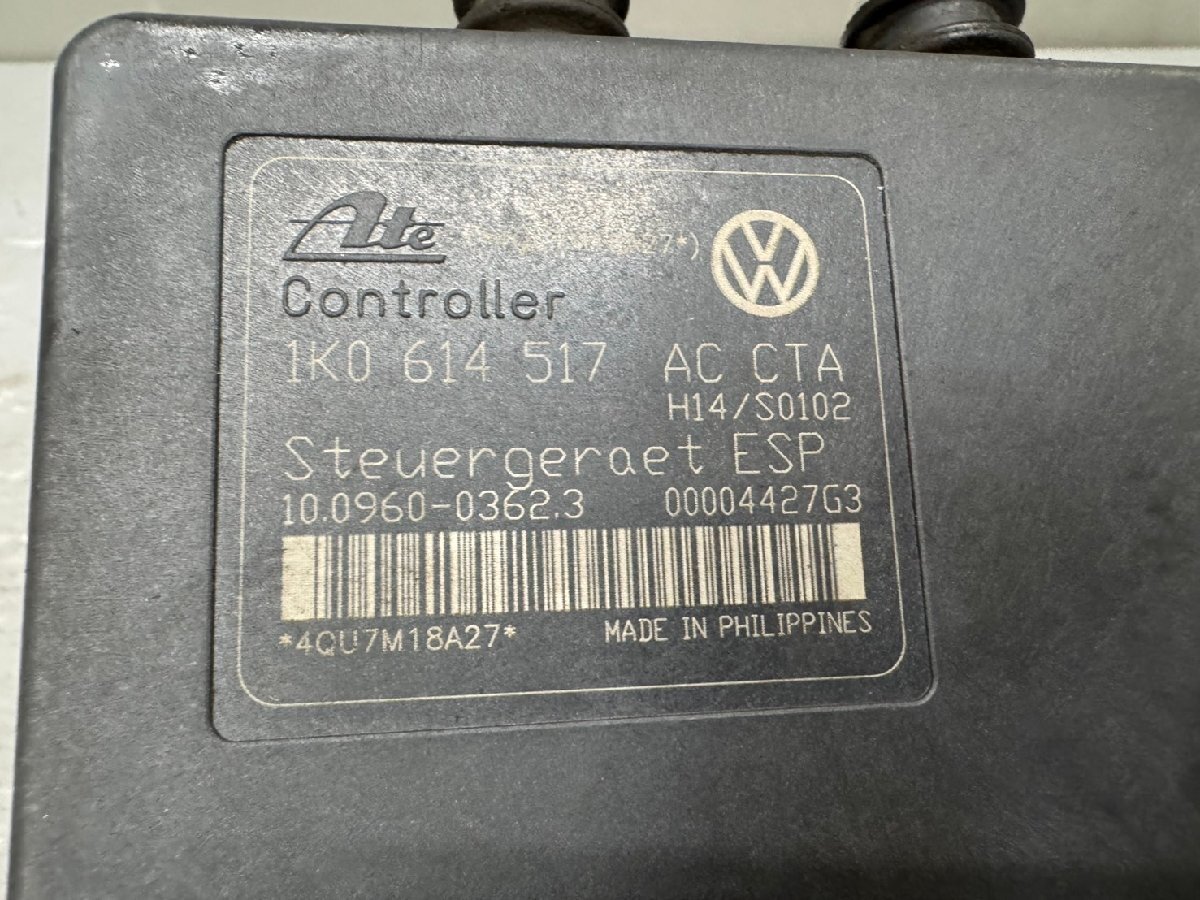 Ate
27*)
Controller
1K0 614 517 AC CTA
H14/S0102
Steuergeraet ESP
10.0960-0362.3 00004427G3
*4QU7M18A27* MADE IN PHILIPPINES